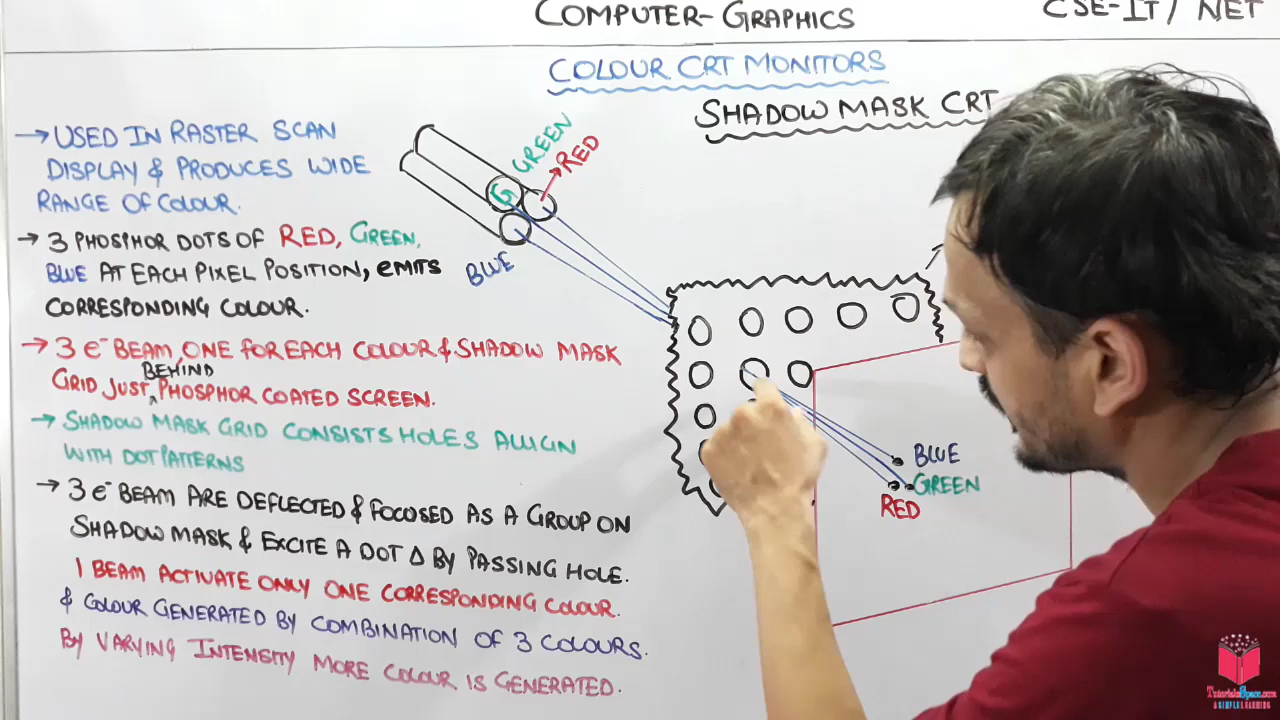 COMPUTER-GRAPHICS
CSE-IT / NET
COLOUR CRT MONITORS
SHADOW MASK CRT
→ USED IN RASTER SCAN
DISPLAY & PRODUCES WIDE
RANGE OF COLOUR.
→ 3 PHOSPHOR DOTS OF RED, GREEN,
BLUE AT EACH PIXEL POSITION, EMITS
CORRESPONDING COLOUR.
→ 3 e⁻ BEAM, ONE FOR EACH COLOUR & SHADOW MASK
BEHIND
GRID JUST ^ PHOSPHOR COATED SCREEN.
→ SHADOW MASK GRID CONSISTS HOLES ALLIGN
WITH DOT PATTERNS
→ 3 e⁻ BEAM ARE DEFLECTED & FOCUSED AS A GROUP ON
SHADOW MASK & EXCITE A DOT Δ BY PASSING HOLE.
1 BEAM ACTIVATE ONLY ONE CORRESPONDING COLOUR.
& COLOUR GENERATED BY COMBINATION OF 3 COLOURS.
BY VARYING INTENSITY MORE COLOUR IS GENERATED.
GREEN
RED
G
BLUE
BLUE
GREEN
RED
TutorialsSpace.com
A SIMPLE LEARNING